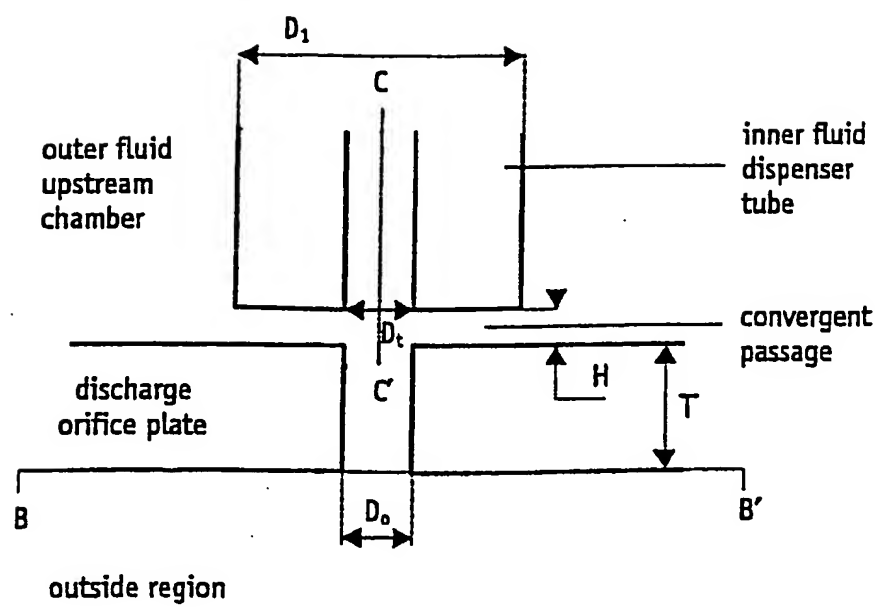 D₁
C
outer fluid
upstream
chamber
inner fluid
dispenser
tube
Dₜ
convergent
passage
C'
H
T
discharge
orifice plate
B
Dₒ
B'
outside region